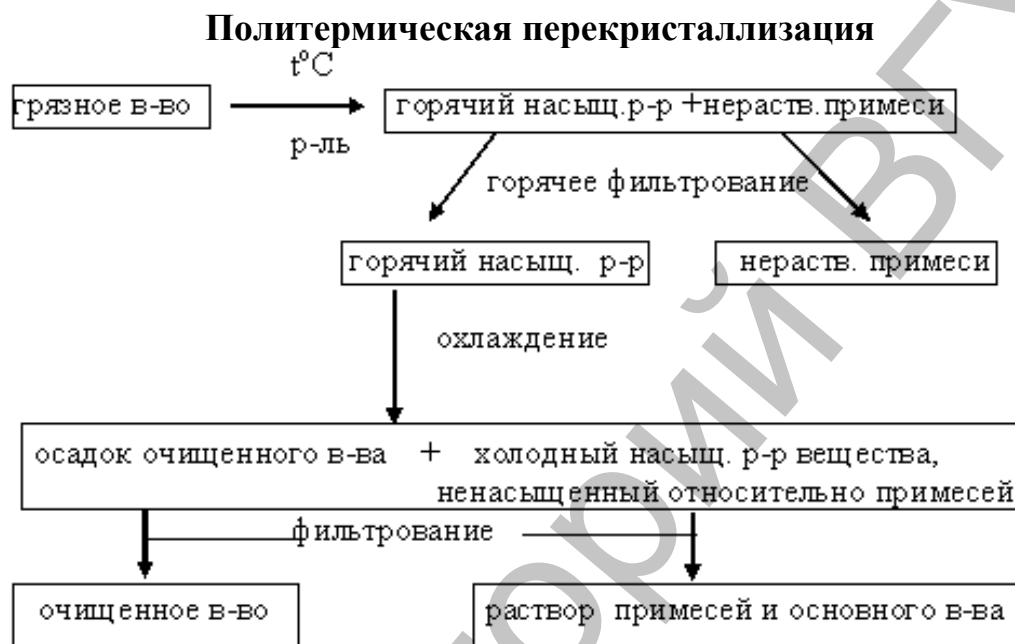 Политермическая перекристаллизация
t°C
грязное в-во
горячий насыщ.р-р +нераств.примеси
р-ль
горячее фильтрование
горячий насыщ. р-р
нераств. примеси
охлаждение
осадок очищенного в-ва + холодный насыщ. р-р вещества,
ненасыщенный относительно примесей
фильтрование
очищенное в-во
раствор примесей и основного в-ва